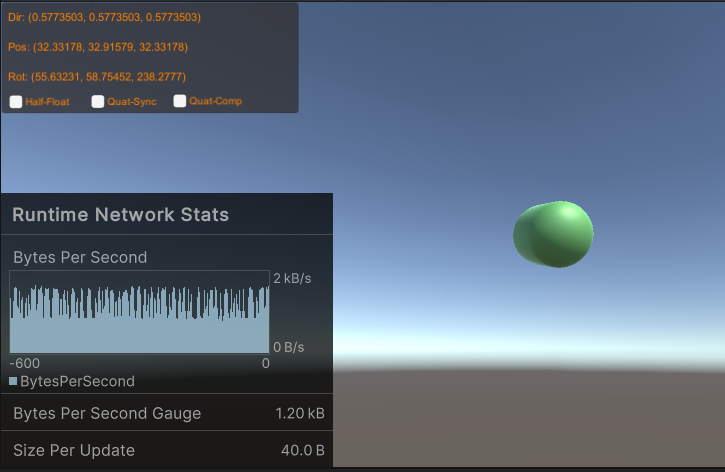 Dir: (0.5773503, 0.5773503, 0.5773503)
Pos: (32.33178, 32.91579, 32.33178)
Rot: (55.63231, 58.75452, 238.2777)
Half-Float Quat-Sync Quat-Comp
Runtime Network Stats
Bytes Per Second
2 kB/s
0 B/s
-600 0
BytesPerSecond
Bytes Per Second Gauge 1.20 kB
Size Per Update 40.0 B